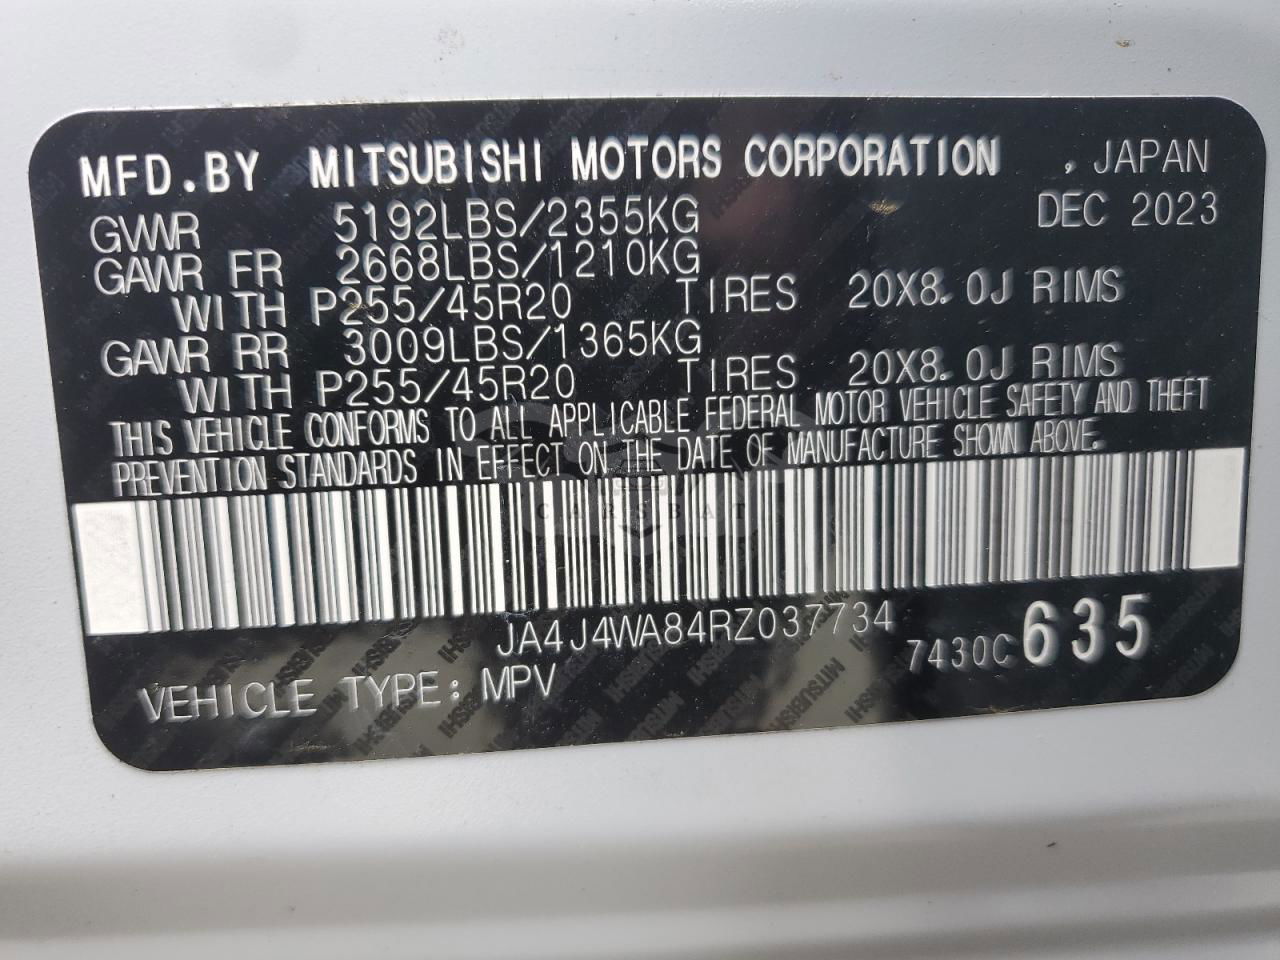 MFD.BY MITSUBISHI MOTORS CORPORATION , JAPAN
GVWR 5192LBS/2355KG DEC 2023
GAWR FR 2668LBS/1210KG
WITH P255/45R20 TIRES 20X8.0J RIMS
GAWR RR 3009LBS/1365KG
WITH P255/45R20 TIRES 20X8.0J RIMS
THIS VEHICLE CONFORMS TO ALL APPLICABLE FEDERAL MOTOR VEHICLE SAFETY AND THEFT
PREVENTION STANDARDS IN EFFECT ON THE DATE OF MANUFACTURE SHOWN ABOVE.
CARSBAT
JA4J4WA84RZ037734 7430C 635
VEHICLE TYPE: MPV